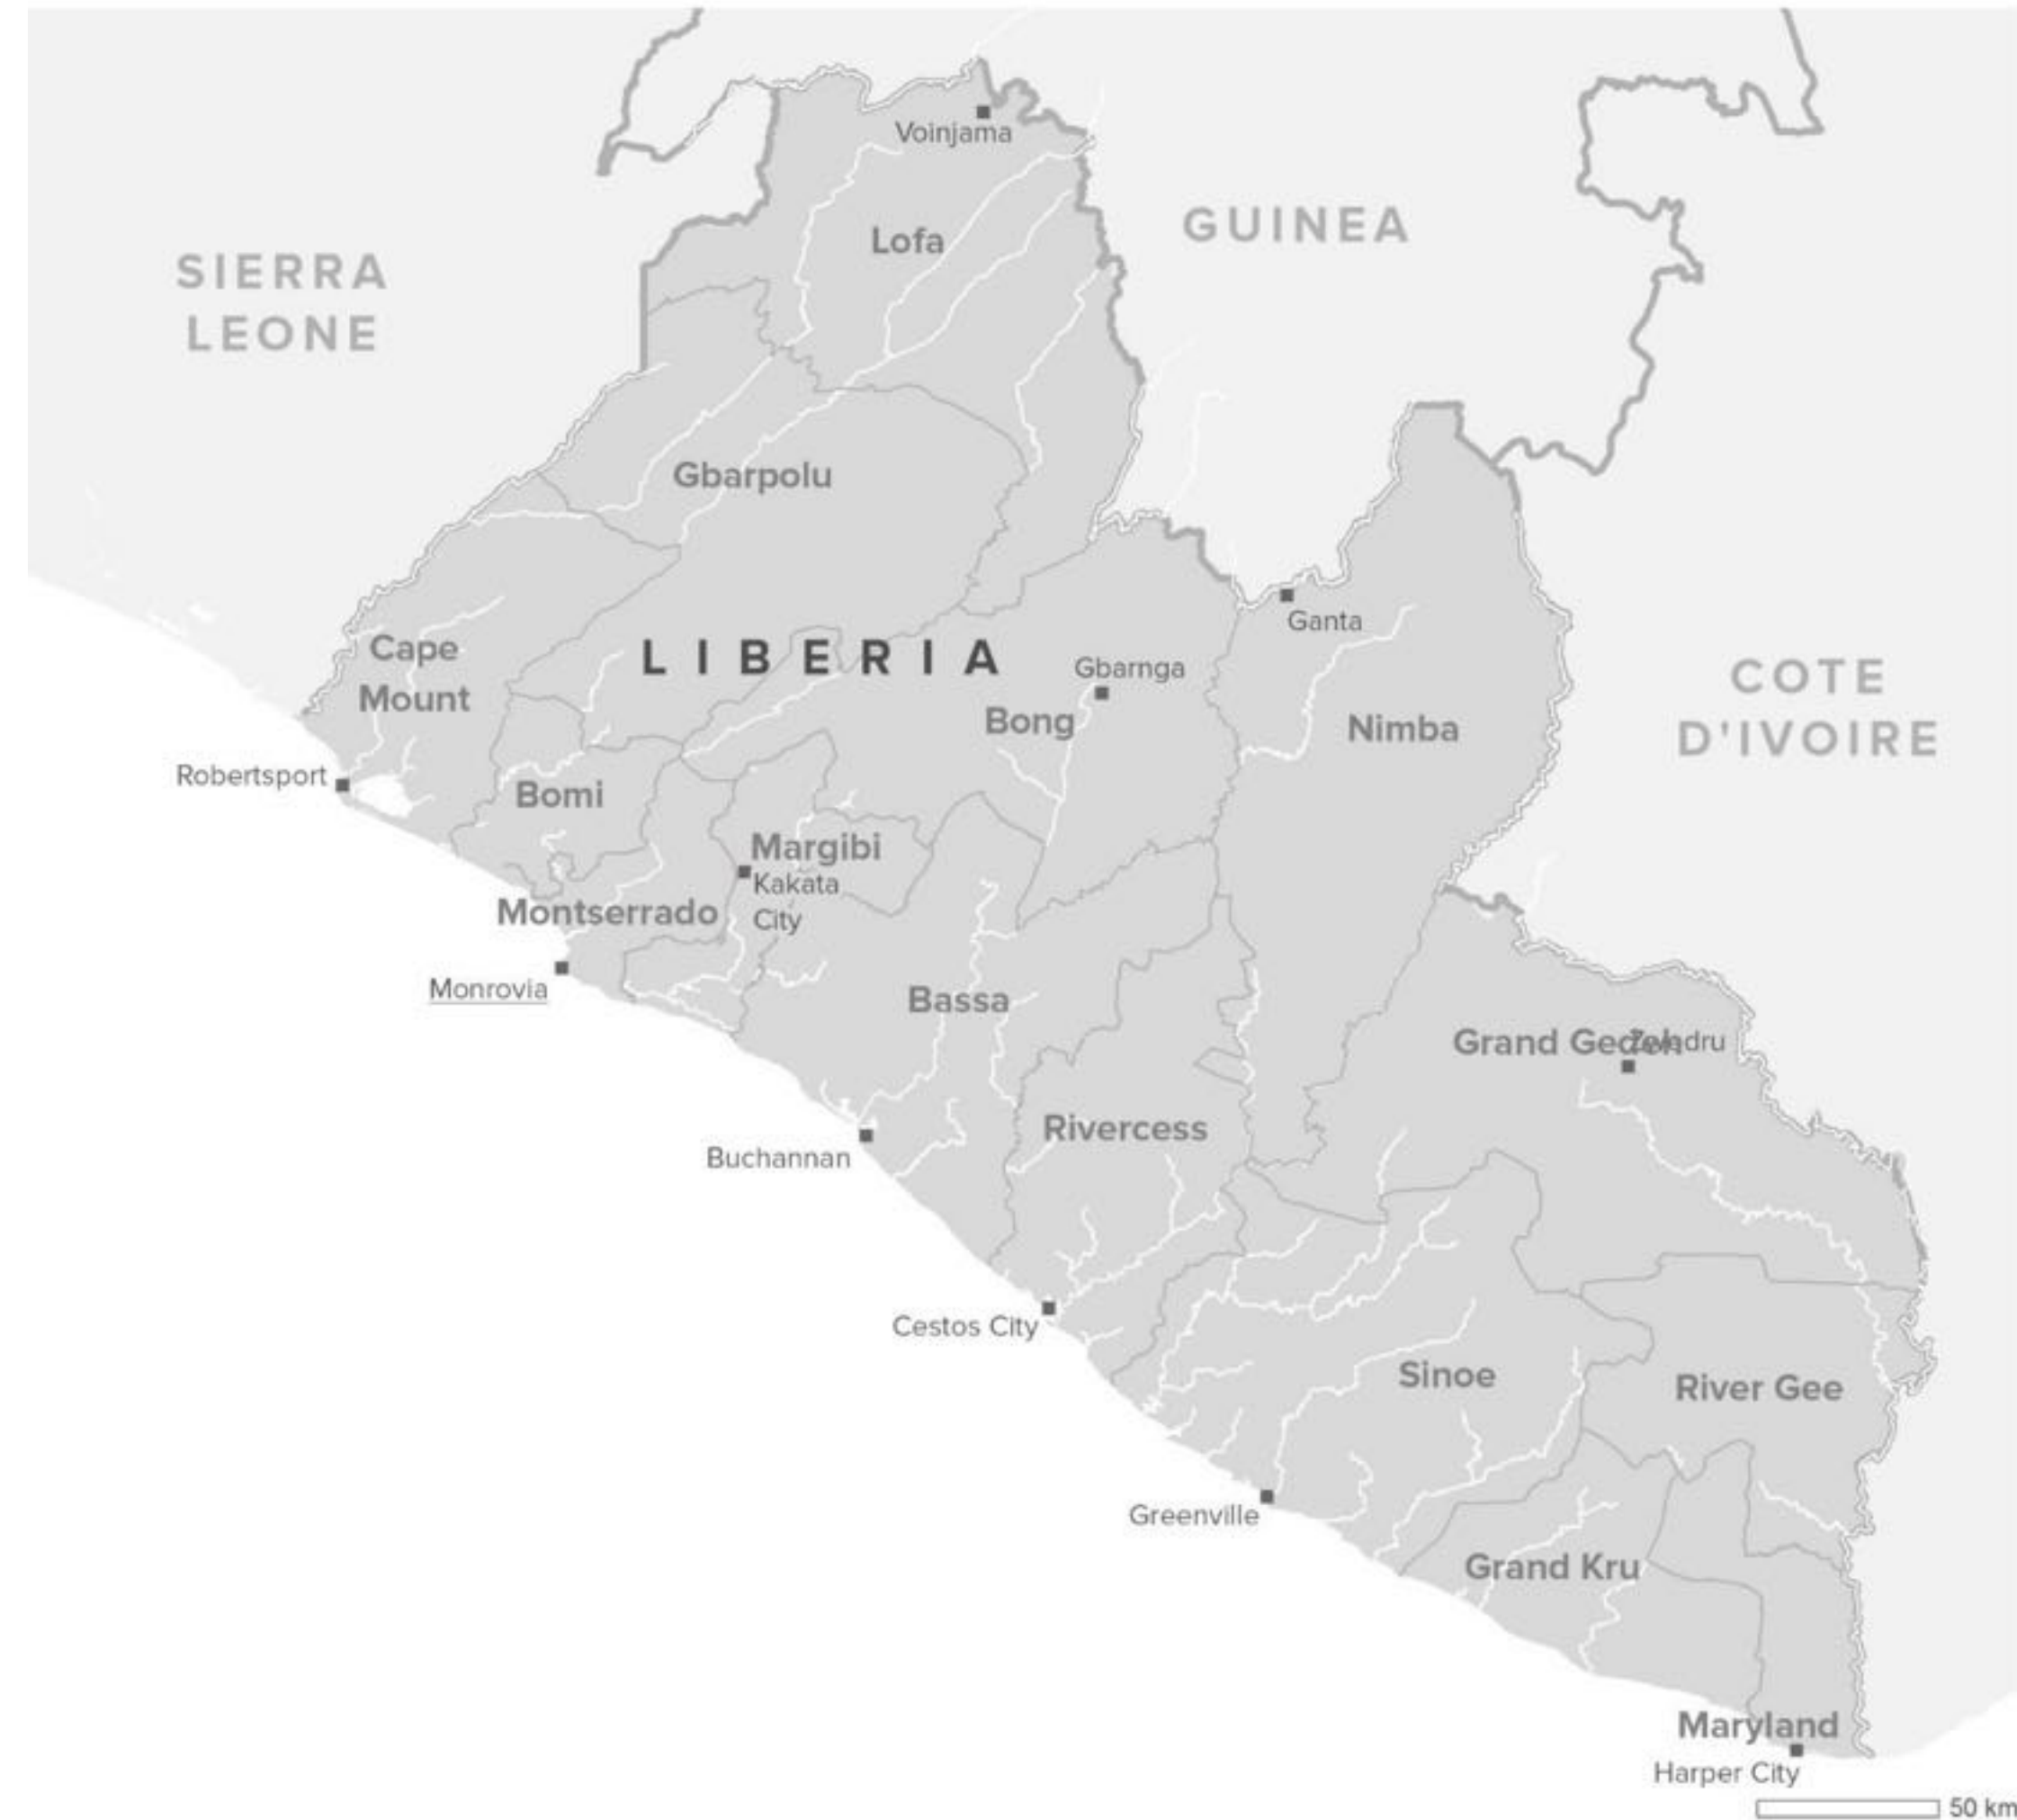 Voinjama
Lofa
GUINEA
SIERRA
LEONE
Gbarpolu
Ganta
Cape
Mount
LIBERIA
Gbarnga
Bong
Nimba
COTE
D'IVOIRE
Robertsport
Bomi
Margibi
Kakata
City
Montserrado
Monrovia
Bassa
Grand Gedeh
Rivercess
Buchannan
Cestos City
Sinoe
River Gee
Greenville
Grand Kru
Maryland
Harper City
50 km